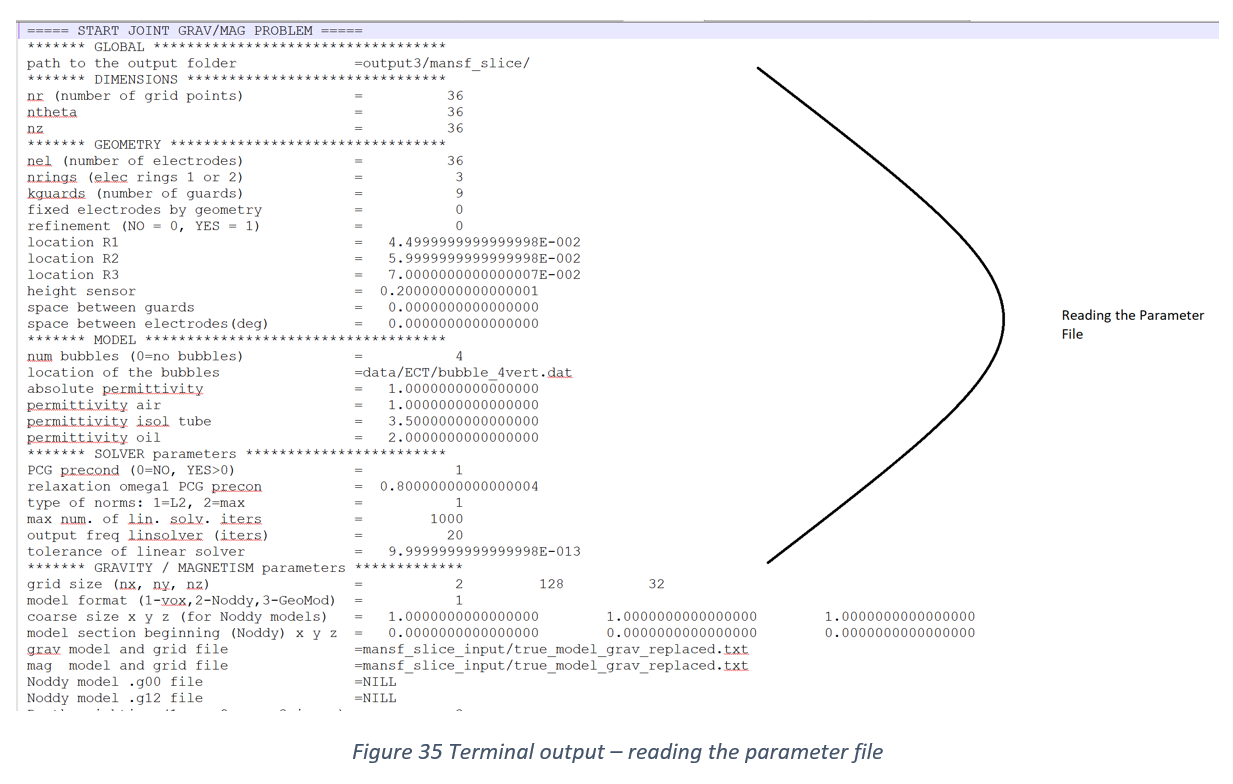 ===== START JOINT GRAV/MAG PROBLEM =====
******* GLOBAL **********************************
path to the output folder =output3/mansf_slice/
******* DIMENSIONS ******************************
nr (number of grid points) = 36
ntheta = 36
nz = 36
******* GEOMETRY ********************************
nel (number of electrodes) = 36
nrings (elec rings 1 or 2) = 3
kguards (number of guards) = 9
fixed electrodes by geometry = 0
refinement (NO = 0, YES = 1) = 0
location R1 = 4.4999999999999998E-002
location R2 = 5.9999999999999998E-002
location R3 = 7.0000000000000007E-002
height sensor = 0.20000000000000001
space between guards = 0.0000000000000000
space between electrodes(deg) = 0.0000000000000000
******* MODEL ***********************************
num bubbles (0=no bubbles) = 4
location of the bubbles =data/ECT/bubble_4vert.dat
absolute permittivity = 1.0000000000000000
permittivity air = 1.0000000000000000
permittivity isol tube = 3.5000000000000000
permittivity oil = 2.0000000000000000
******* SOLVER parameters ***********************
PCG precond (0=NO, YES>0) = 1
relaxation omega1 PCG precon = 0.80000000000000004
type of norms: 1=L2, 2=max = 1
max num. of lin. solv. iters = 1000
output freq linsolver (iters) = 20
tolerance of linear solver = 9.9999999999999998E-013
******* GRAVITY / MAGNETISM parameters *************
grid size (nx, ny, nz) = 2 128 32
model format (1-vox,2-Noddy,3-GeoMod) = 1
coarse size x y z (for Noddy models) = 1.0000000000000000 1.0000000000000000 1.0000000000000000
model section beginning (Noddy) x y z = 0.0000000000000000 0.0000000000000000 0.0000000000000000
grav model and grid file =mansf_slice_input/true_model_grav_replaced.txt
mag model and grid file =mansf_slice_input/true_model_grav_replaced.txt
Noddy model .g00 file =NILL
Noddy model .g12 file =NILL
Reading the Parameter
File
Figure 35 Terminal output – reading the parameter file